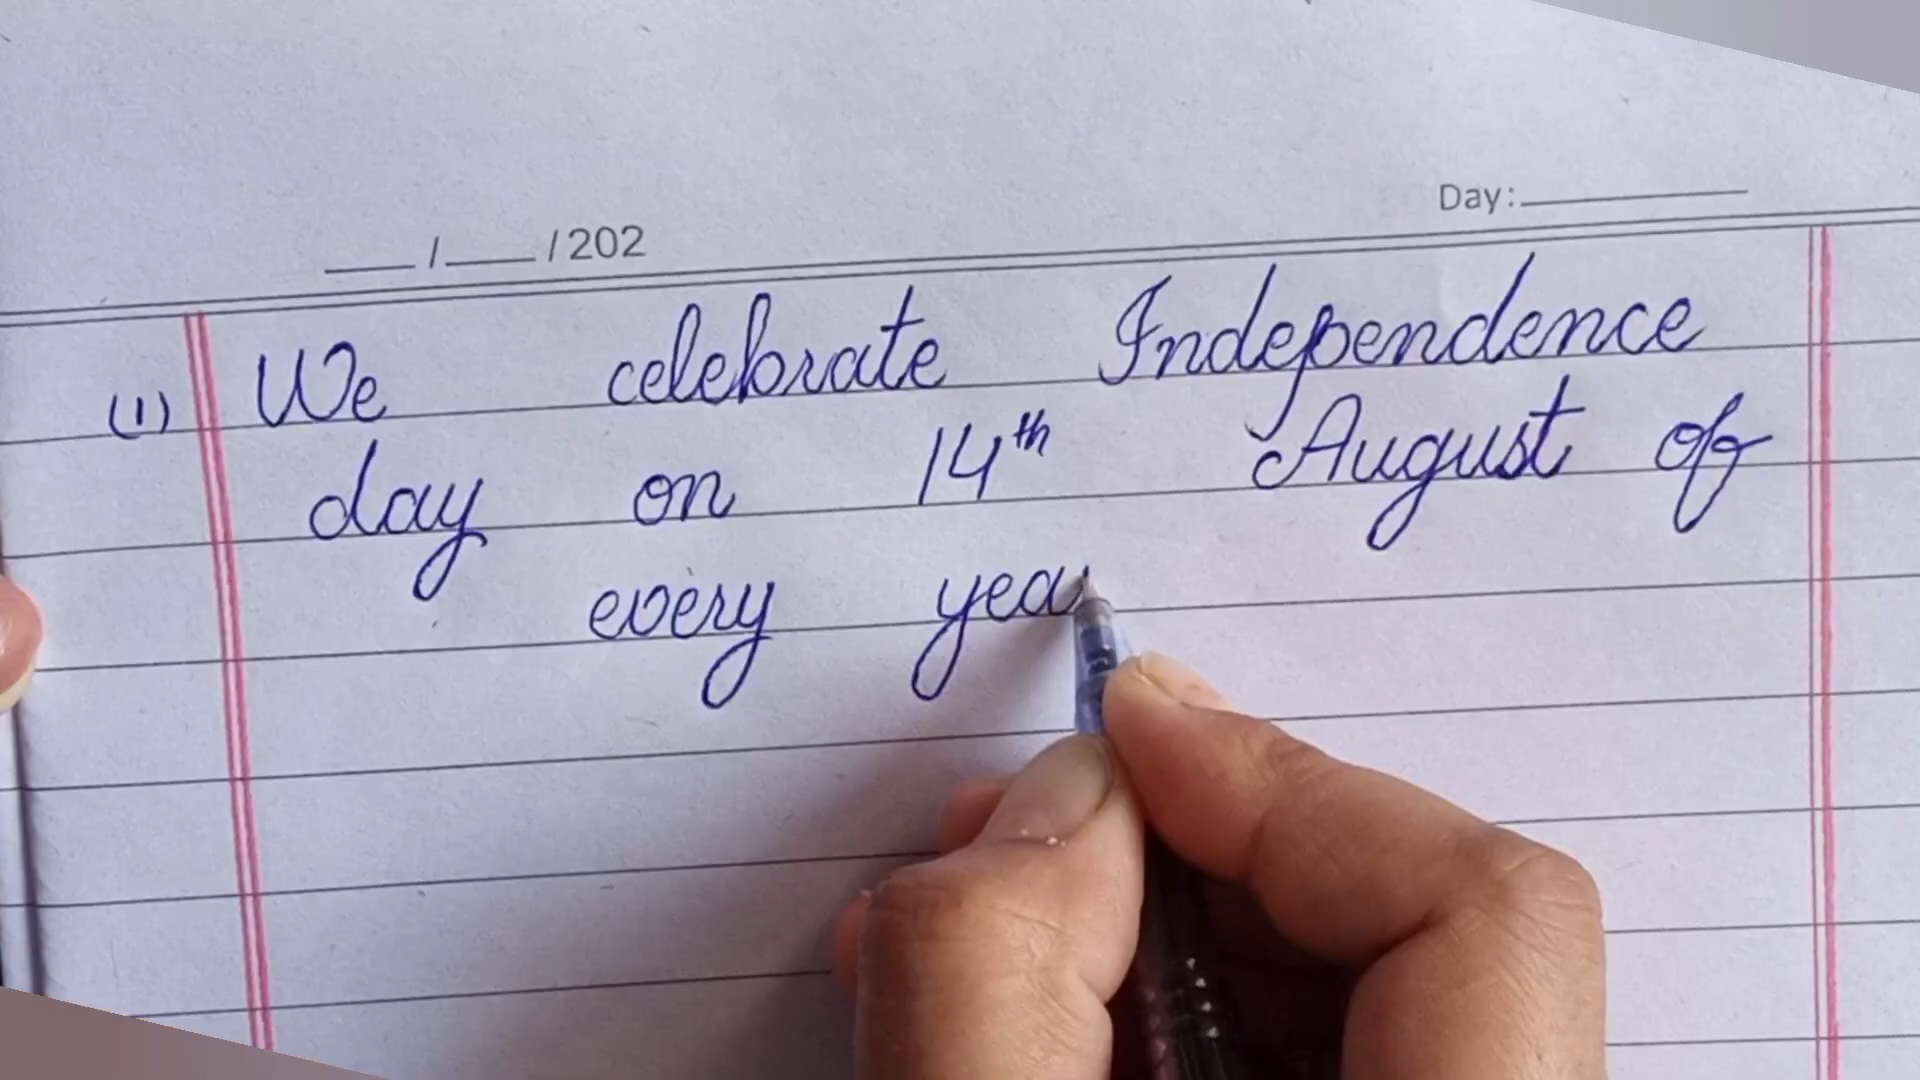 Day:
/ /202
(1) We celebrate Independence
day on 14th August of
every yea